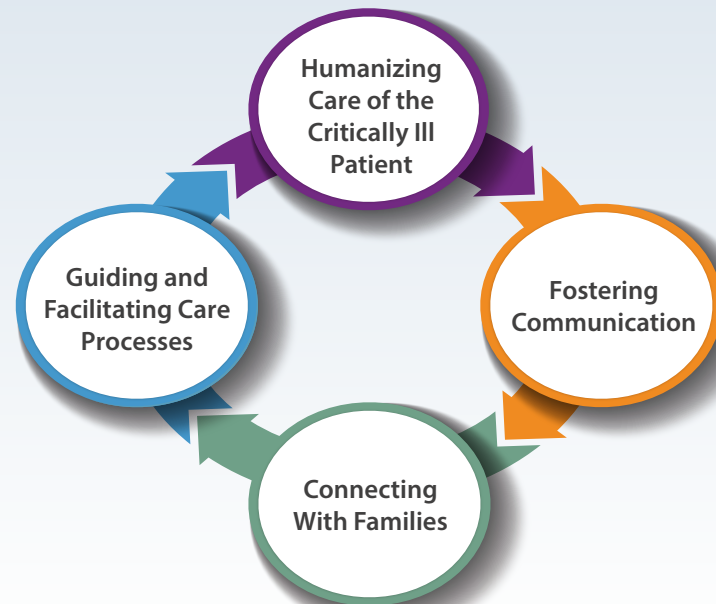 Humanizing
Care of the
Critically Ill
Patient
Fostering
Communication
Connecting
With Families
Guiding and
Facilitating Care
Processes